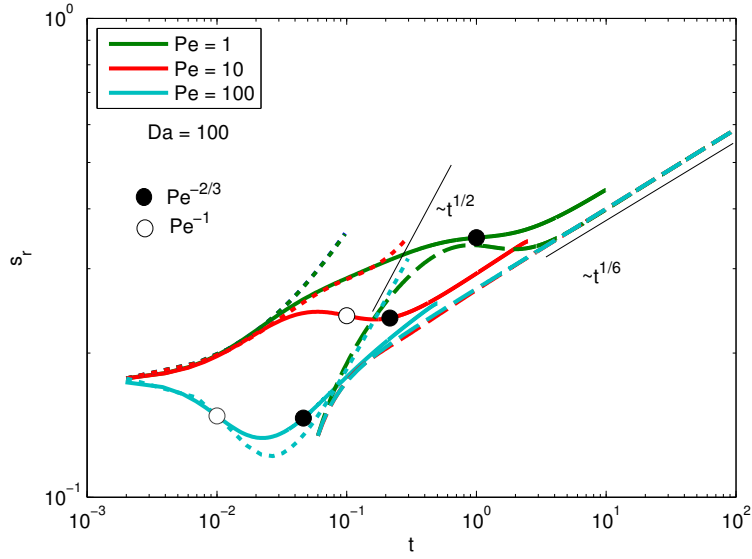 10^0
Pe = 1
Pe = 10
Pe = 100
Da = 100
Pe^{-2/3}
Pe^{-1}
~t^{1/2}
~t^{1/6}
s_r
10^{-1}
10^{-3} 10^{-2} 10^{-1} 10^0 10^1 10^2
t